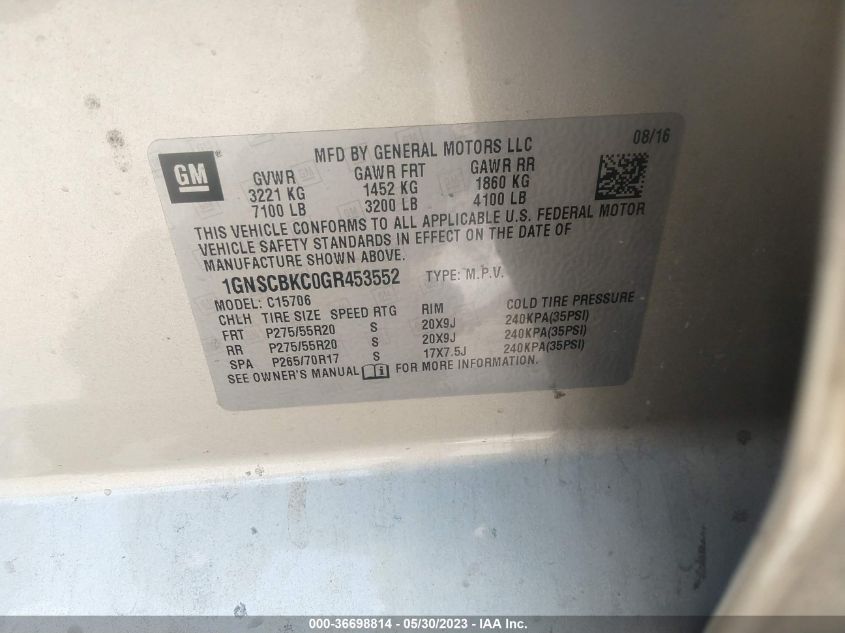 08/16
GM ®
MFD BY GENERAL MOTORS LLC
GVWR GAWR FRT GAWR RR
3221 KG 1452 KG 1860 KG
7100 LB 3200 LB 4100 LB
THIS VEHICLE CONFORMS TO ALL APPLICABLE U.S. FEDERAL MOTOR
VEHICLE SAFETY STANDARDS IN EFFECT ON THE DATE OF
MANUFACTURE SHOWN ABOVE.
1GNSCBKC0GR453552 TYPE: M.P.V.
MODEL: C15706
CHLH TIRE SIZE SPEED RTG RIM COLD TIRE PRESSURE
FRT P275/55R20 S 20X9J 240KPA(35PSI)
RR P275/55R20 S 20X9J 240KPA(35PSI)
SPA P265/70R17 S 17X7.5J 240KPA(35PSI)
SEE OWNER'S MANUAL FOR MORE INFORMATION.
000-36698814 / 05/30/2023 - IAA Inc.